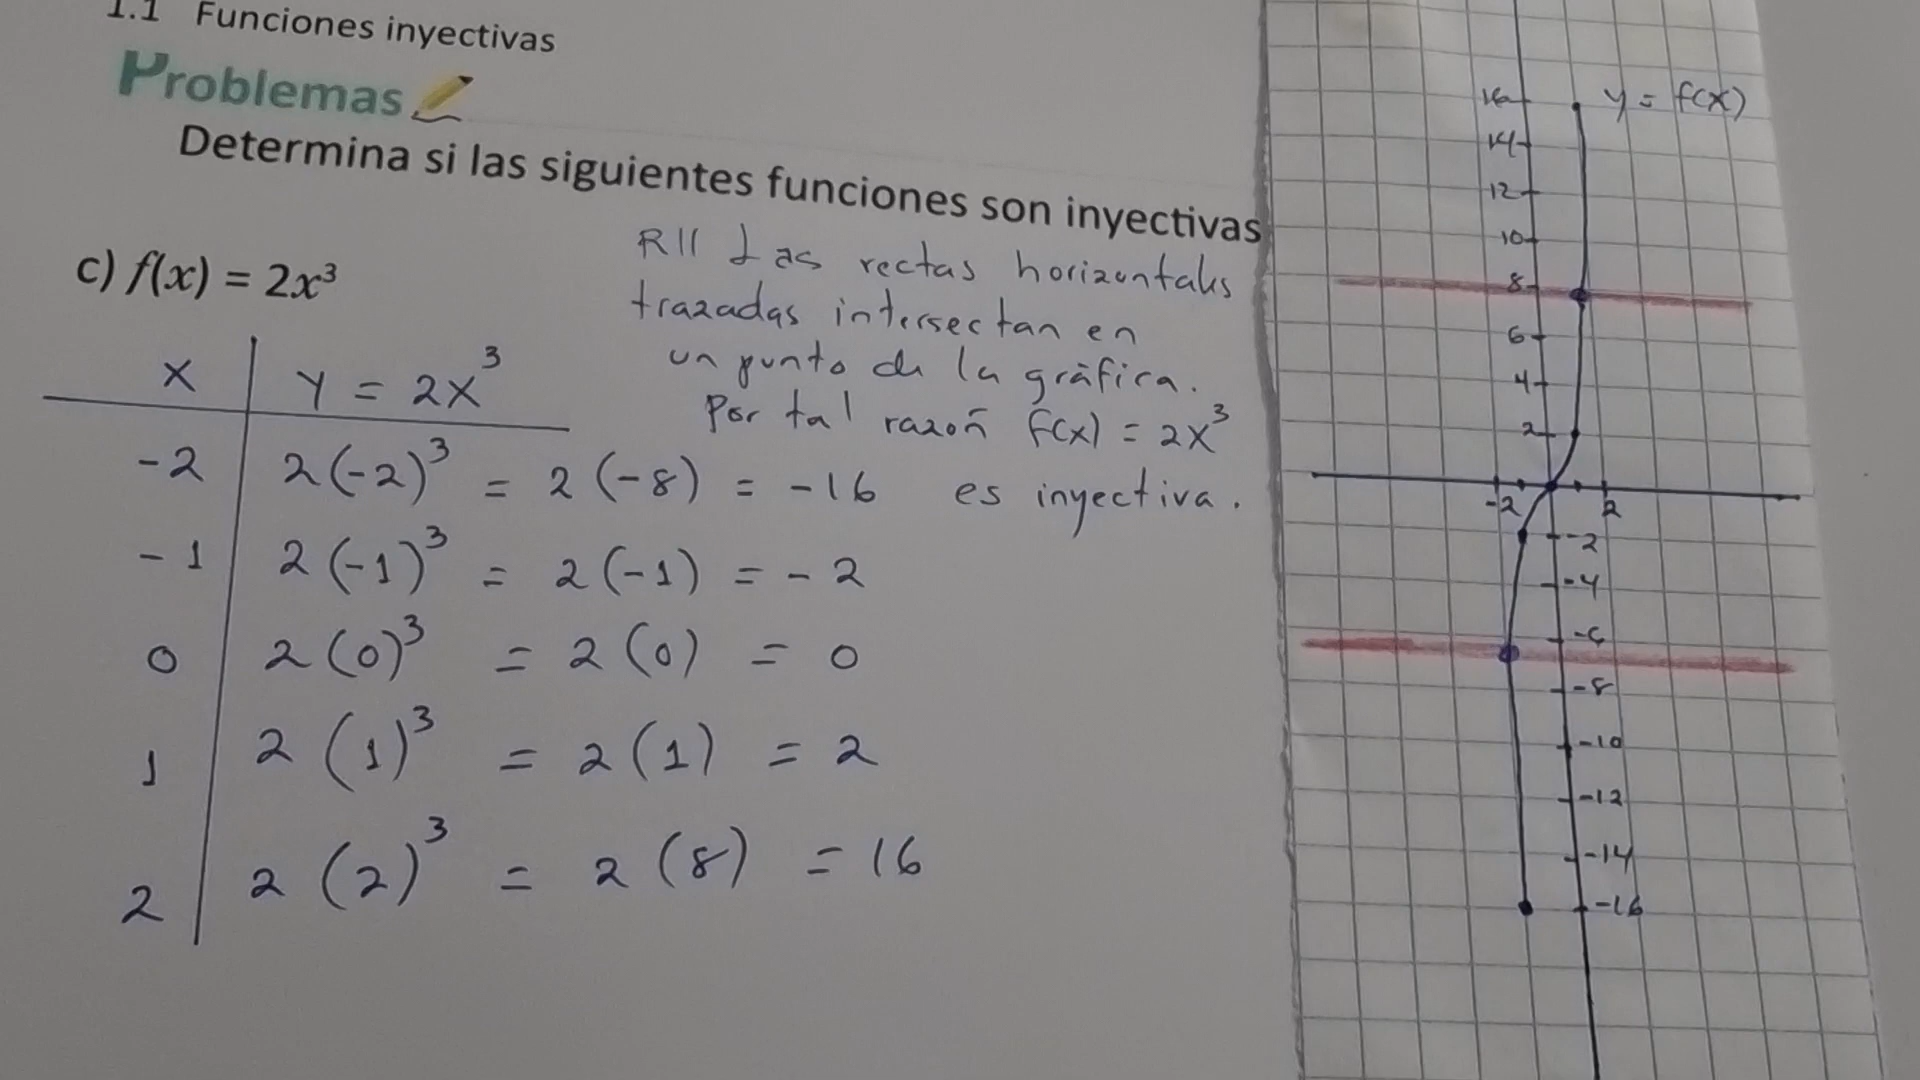 1.1 Funciones inyectivas
Problemas
Determina si las siguientes funciones son inyectivas
c) f(x) = 2x³
R// Las rectas horizontales
trazadas intersectan en
un punto de la gráfica.
Por tal razón f(x) = 2x³
es inyectiva.
x | y = 2x³
-2 | 2(-2)³ = 2(-8) = -16
-1 | 2(-1)³ = 2(-1) = -2
0 | 2(0)³ = 2(0) = 0
1 | 2(1)³ = 2(1) = 2
2 | 2(2)³ = 2(8) = 16
y = f(x)
16
14
12
10
8
6
4
2
-2 2
-2
-4
-6
-8
-10
-12
-14
-16